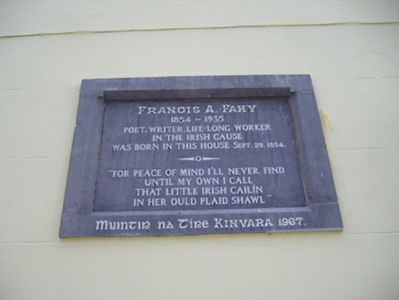 FRANCIS A. FAHY
1854 – 1935
POET, WRITER, LIFE-LONG WORKER
IN THE IRISH CAUSE
WAS BORN IN THIS HOUSE SEPT. 29. 1854.
"FOR PEACE OF MIND I'LL NEVER FIND
UNTIL MY OWN I CALL
THAT LITTLE IRISH CAILÍN
IN HER OULD PLAID SHAWL"
MUINTIR NA TÍRE KINVARA 1967.